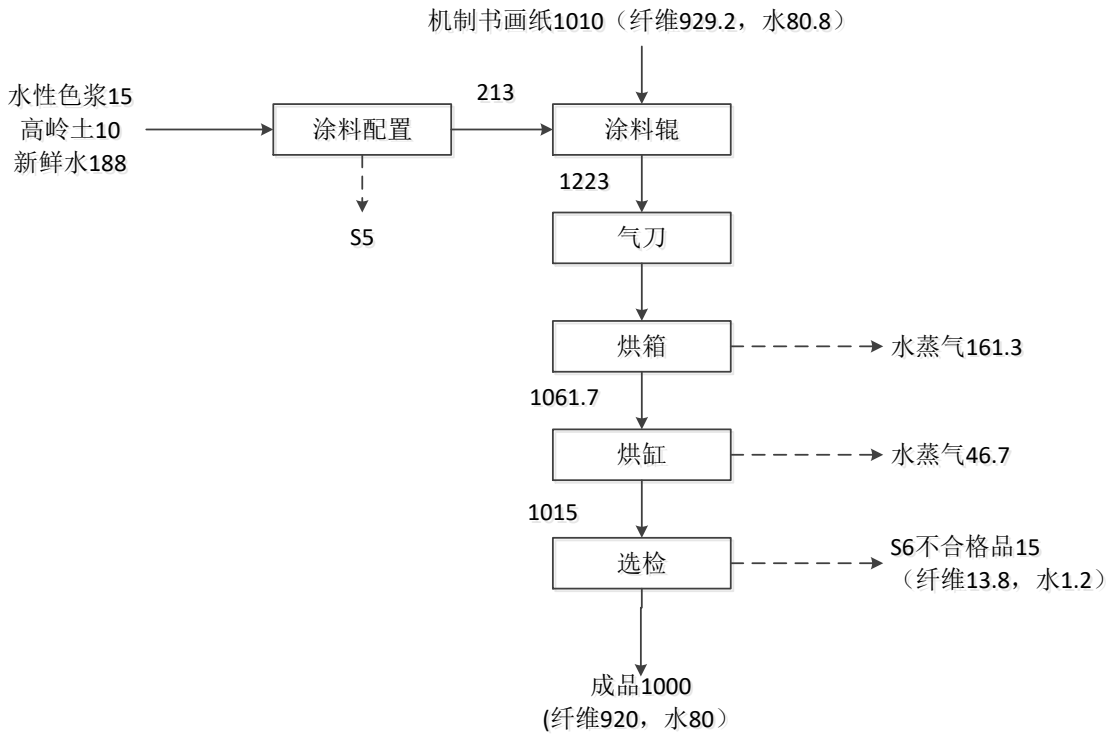 机制书画纸1010（纤维929.2，水80.8）
水性色浆15
高岭土10
新鲜水188
涂料配置
213
涂料辊
S5
1223
气刀
烘箱
水蒸气161.3
1061.7
烘缸
水蒸气46.7
1015
选检
S6不合格品15
（纤维13.8，水1.2）
成品1000
(纤维920，水80）